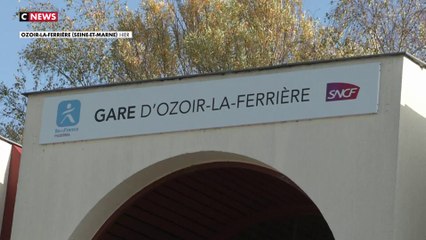 CNEWS
OZOIR-LA-FERRIÈRE (SEINE-ET-MARNE) HIER
GARE D'OZOIR-LA-FERRIÈRE
SNCF